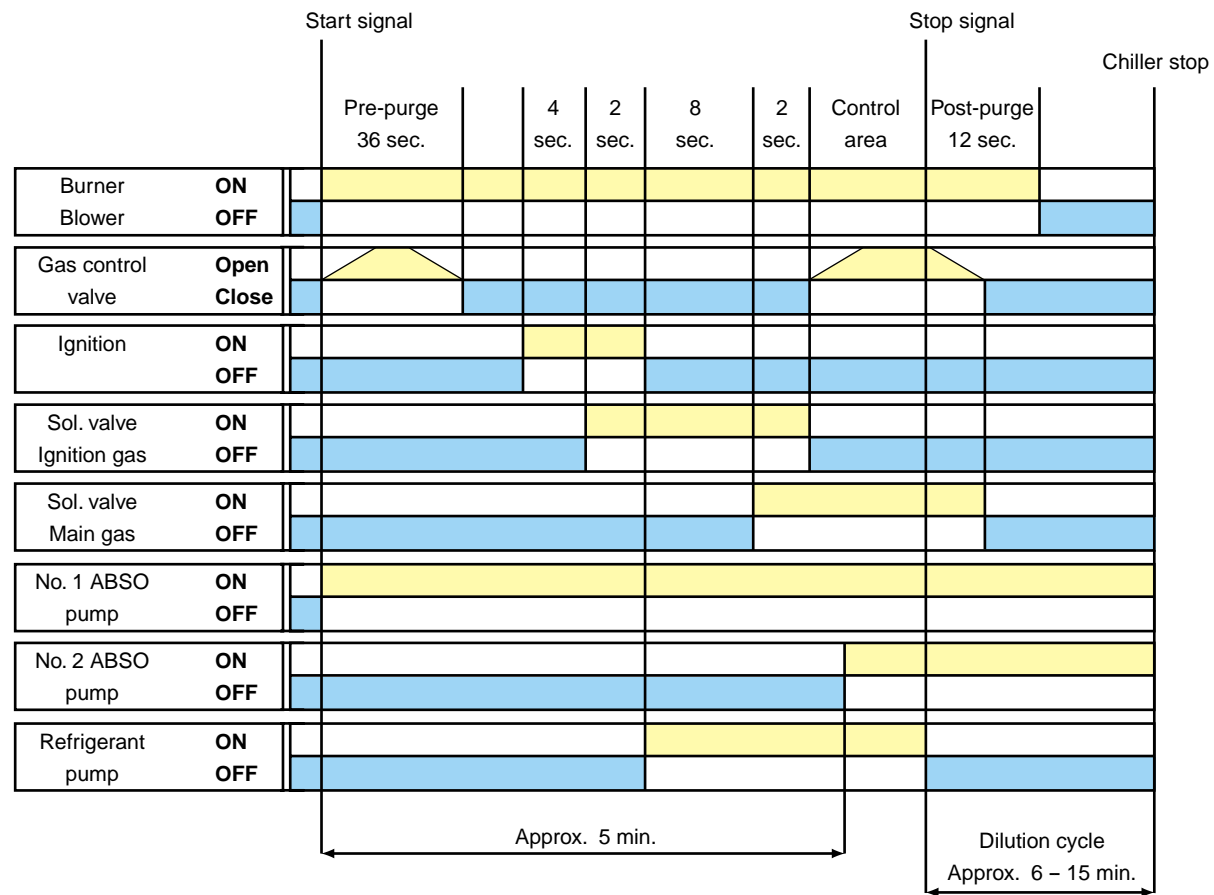 Start signal
Stop signal
Chiller stop
Pre-purge 4 2 8 2 Control Post-purge
36 sec. sec. sec. sec. sec. area 12 sec.
Burner ON
Blower OFF
Gas control Open
valve Close
Ignition ON
OFF
Sol. valve ON
Ignition gas OFF
Sol. valve ON
Main gas OFF
No. 1 ABSO ON
pump OFF
No. 2 ABSO ON
pump OFF
Refrigerant ON
pump OFF
Approx. 5 min.
Dilution cycle
Approx. 6 – 15 min.